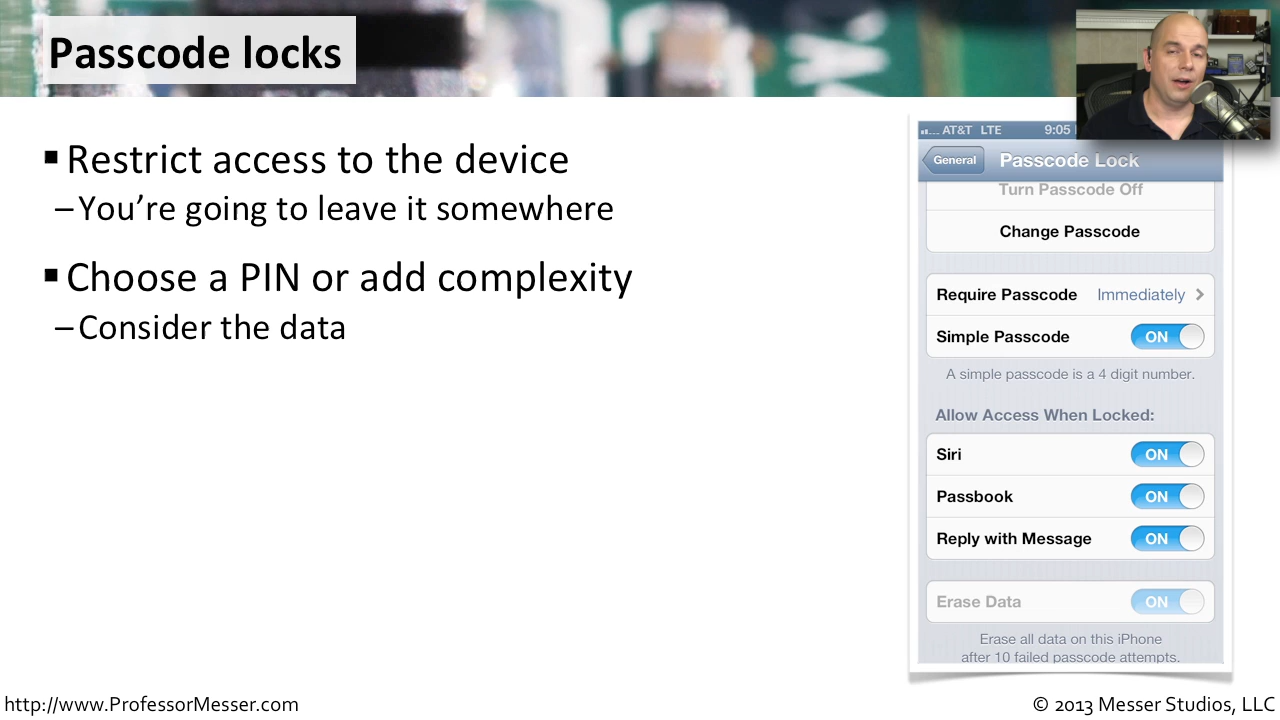 Passcode locks
▪ Restrict access to the device
– You're going to leave it somewhere
▪ Choose a PIN or add complexity
– Consider the data
AT&T LTE 9:05
General Passcode Lock
Turn Passcode Off
Change Passcode
Require Passcode Immediately
Simple Passcode ON
A simple passcode is a 4 digit number.
Allow Access When Locked:
Siri ON
Passbook ON
Reply with Message ON
Erase Data ON
Erase all data on this iPhone
after 10 failed passcode attempts.
http://www.ProfessorMesser.com
© 2013 Messer Studios, LLC